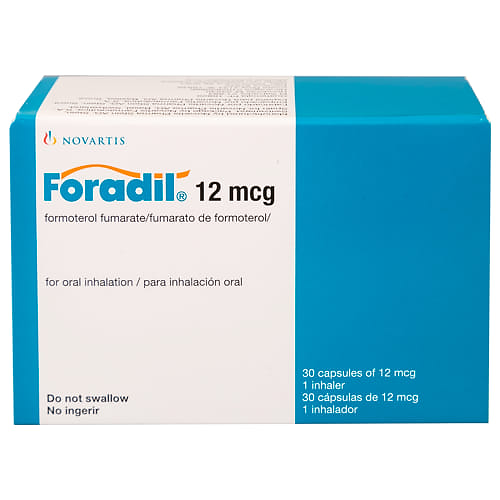 NOVARTIS
Foradil® 12 mcg
formoterol fumarate/fumarato de formoterol/
for oral inhalation / para inhalación oral
Do not swallow
No ingerir
30 capsules of 12 mcg
1 inhaler
30 cápsulas de 12 mcg
1 inhalador